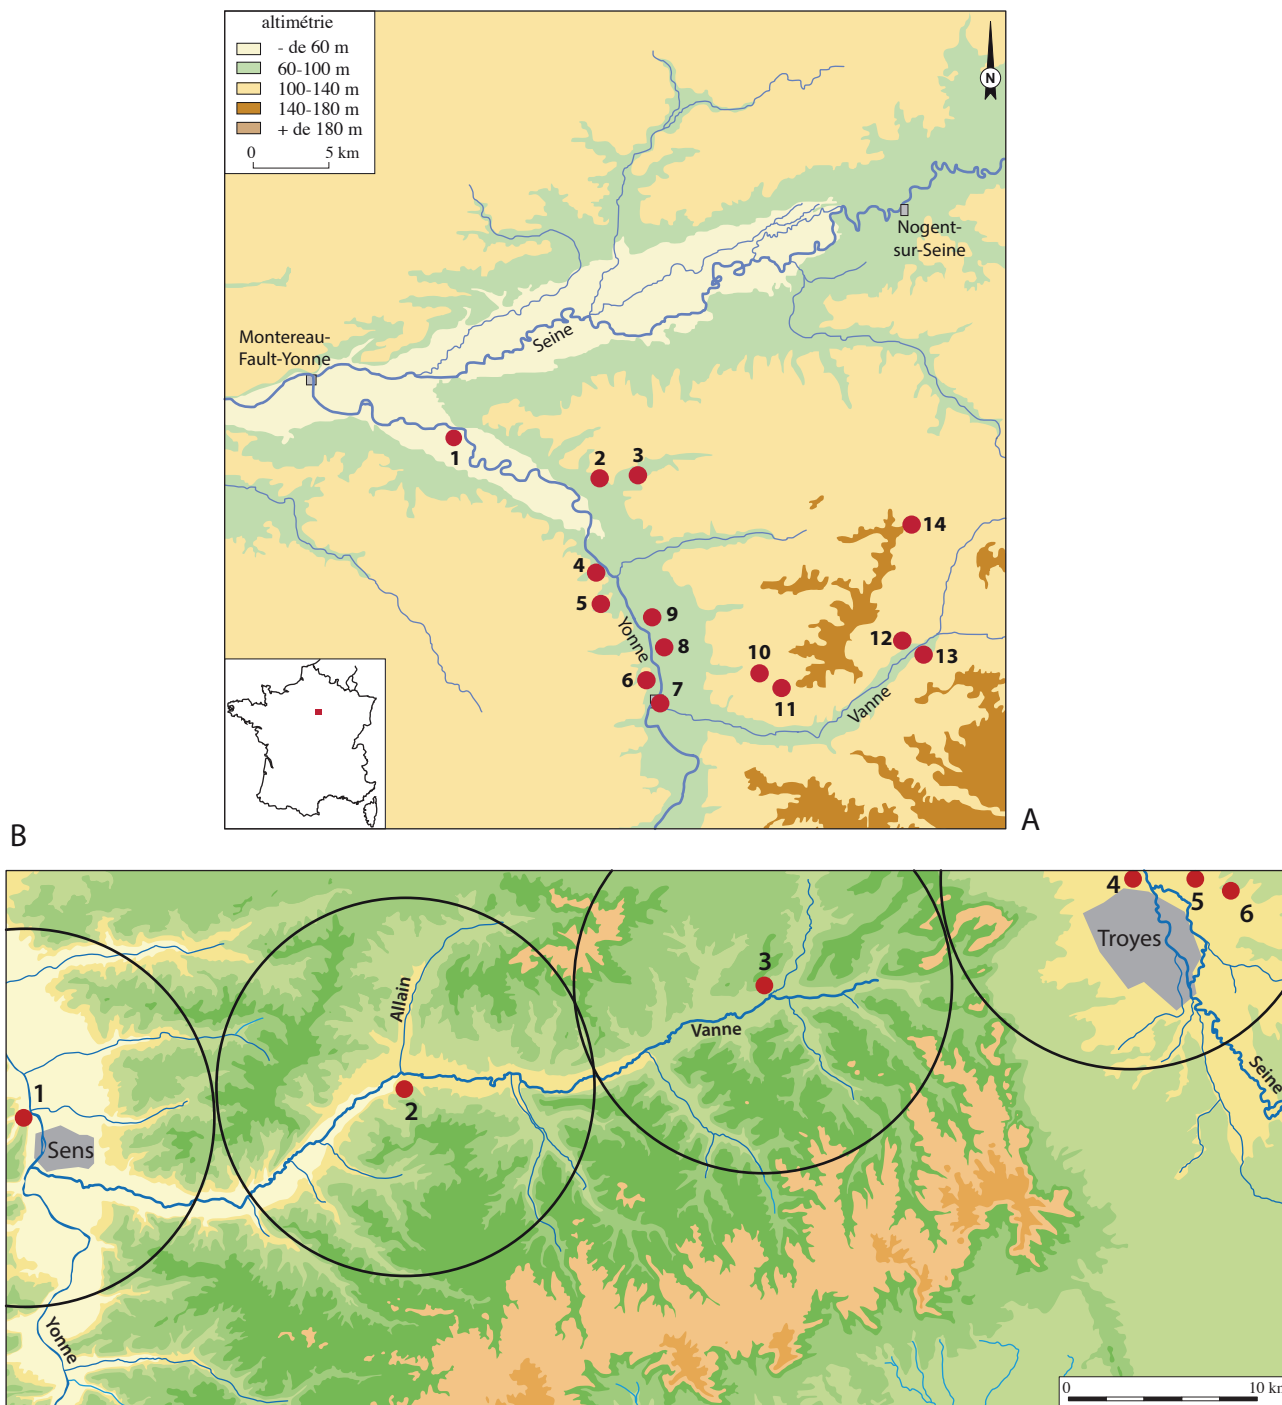 altimétrie
- de 60 m
60-100 m
100-140 m
140-180 m
+ de 180 m
0 5 km
N
Nogent-
sur-Seine
Montereau-
Fault-Yonne
Seine
1
2
3
14
4
5
9
Yonne
8
12
13
10
6
7
11
Vanne
B
A
4
5
6
Troyes
3
Allain
Vanne
1
2
Sens
Seine
Yonne
0 10 km